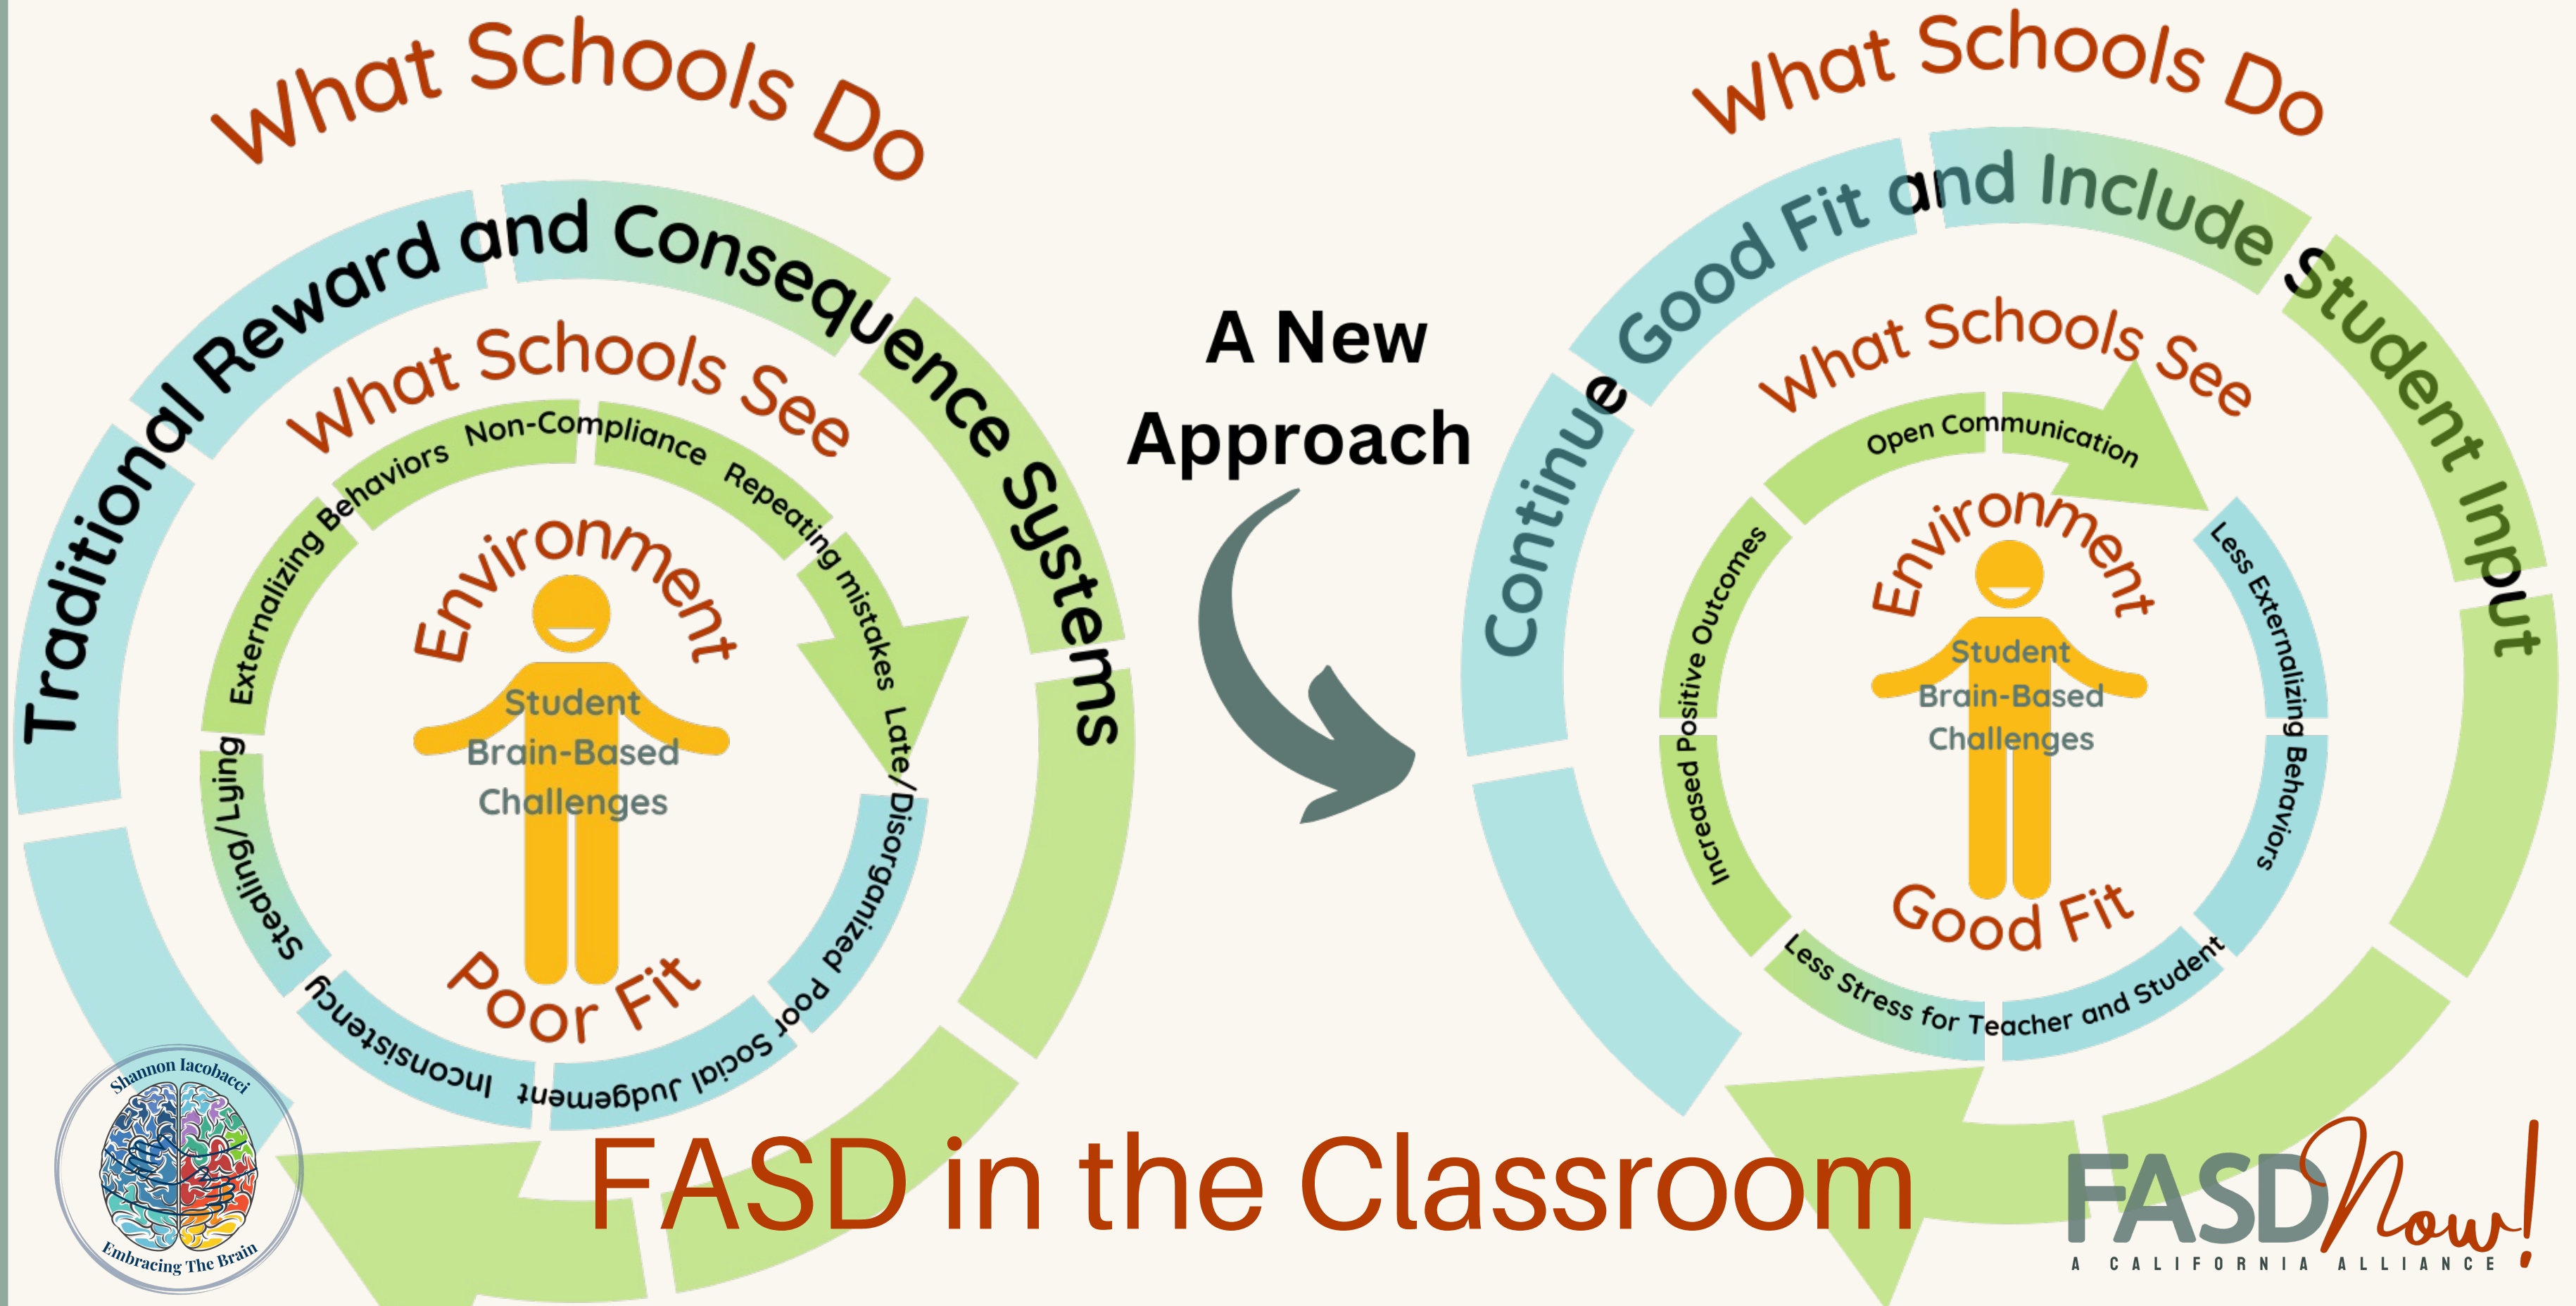 What Schools Do
Traditional Reward and Consequence Systems
What Schools See
Externalizing Behaviors
Non-Compliance
Repeating mistakes
Late/Disorganized
Poor Social Judgement
Inconsistency
Stealing/Lying
Environment
Student
Brain-Based
Challenges
Poor Fit
A New
Approach
What Schools Do
Continue Good Fit and Include Student Input
What Schools See
Open Communication
Less Externalizing Behaviors
Less Stress for Teacher and Student
Increased Positive Outcomes
Environment
Student
Brain-Based
Challenges
Good Fit
Shannon Iacobacci
Embracing The Brain
FASD in the Classroom
FASD Now!
A CALIFORNIA ALLIANCE